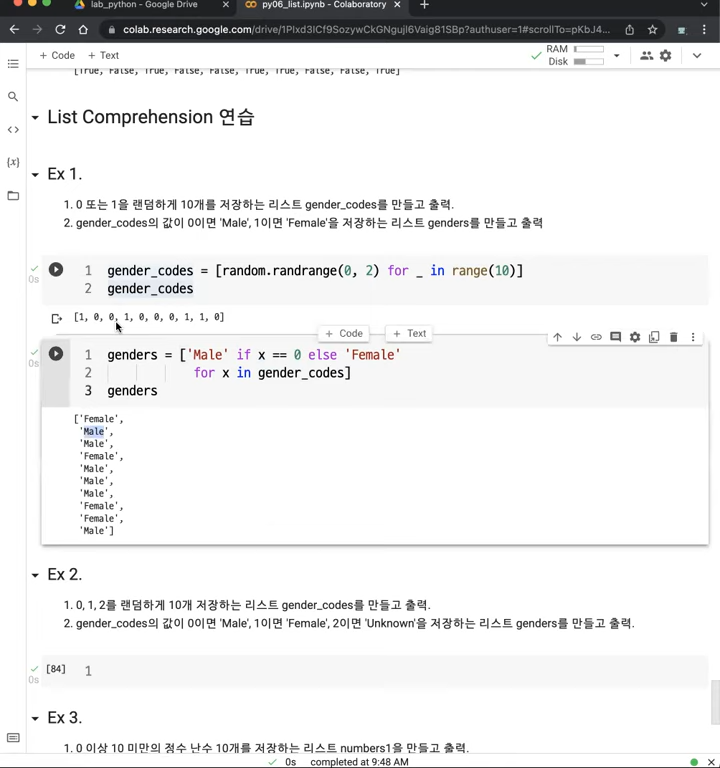 lab_python - Google Drive
py06_list.ipynb - Colaboratory
colab.research.google.com/drive/1PIxd3ICf9SozywCkGNgujI6Vaig81SBp?authuser=1#scrollTo=pKbJ4...
+ Code + Text
RAM
Disk
[True, False, True, False, False, True, True, False, False, True]
List Comprehension 연습
Ex 1.
1. 0 또는 1을 랜덤하게 10개를 저장하는 리스트 gender_codes를 만들고 출력.
2. gender_codes의 값이 0이면 'Male', 1이면 'Female'을 저장하는 리스트 genders를 만들고 출력
0s
1 gender_codes = [random.randrange(0, 2) for _ in range(10)]
2 gender_codes
[1, 0, 0, 1, 0, 0, 0, 1, 1, 0]
+ Code + Text
0s
1 genders = ['Male' if x == 0 else 'Female'
2 for x in gender_codes]
3 genders
['Female',
'Male',
'Male',
'Female',
'Male',
'Male',
'Male',
'Female',
'Female',
'Male']
Ex 2.
1. 0, 1, 2를 랜덤하게 10개 저장하는 리스트 gender_codes를 만들고 출력.
2. gender_codes의 값이 0이면 'Male', 1이면 'Female', 2이면 'Unknown'을 저장하는 리스트 genders를 만들고 출력.
[84] 1
0s
Ex 3.
1. 0 이상 10 미만의 정수 난수 10개를 저장하는 리스트 numbers1을 만들고 출력.
0s completed at 9:48 AM